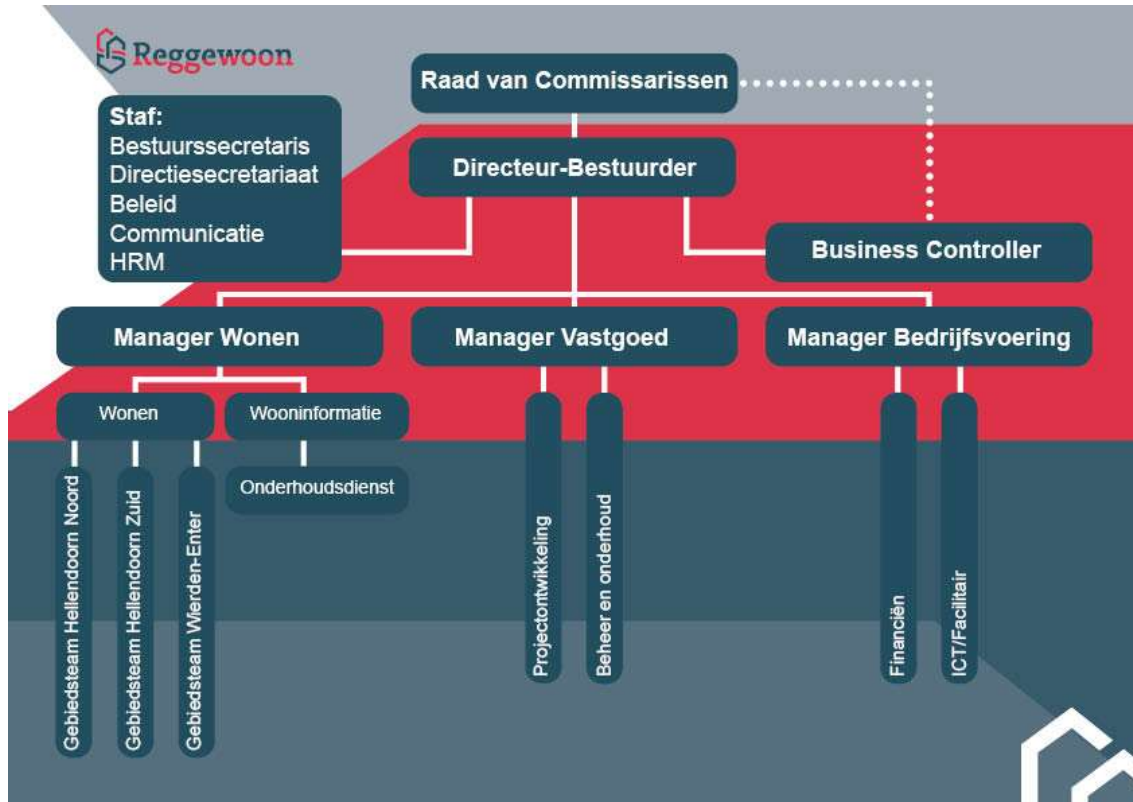 Reggewoon
Raad van Commissarissen
Staf:
Bestuurssecretaris
Directiesecretariaat
Beleid
Communicatie
HRM
Directeur-Bestuurder
Business Controller
Manager Wonen
Manager Vastgoed
Manager Bedrijfsvoering
Wonen
Wooninformatie
Onderhoudsdienst
Gebiedsteam Hellendoorn Noord
Gebiedsteam Hellendoorn Zuid
Gebiedsteam Wierden-Enter
Projectontwikkeling
Beheer en onderhoud
Financiën
ICT/Facilitair